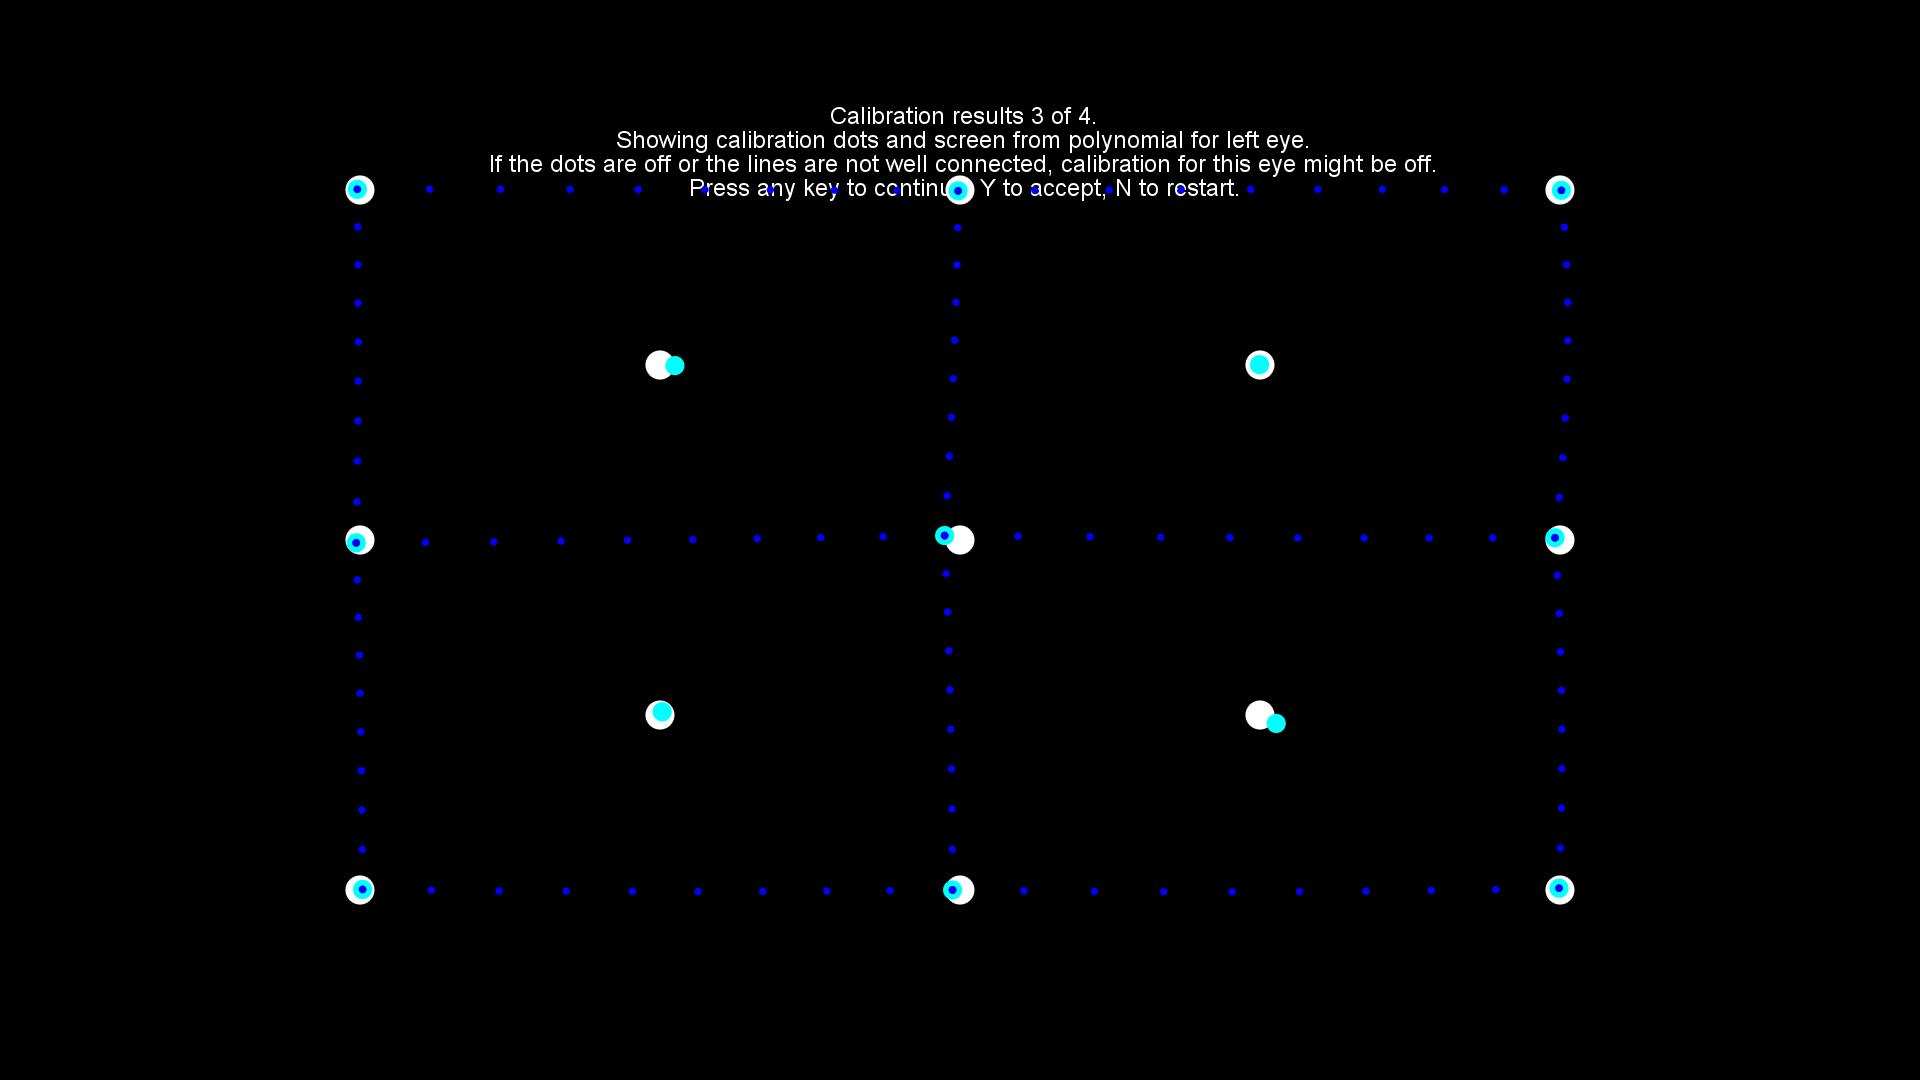 Calibration results 3 of 4.
Showing calibration dots and screen from polynomial for left eye.
If the dots are off or the lines are not well connected, calibration for this eye might be off.
Press any key to continue, Y to accept, N to restart.